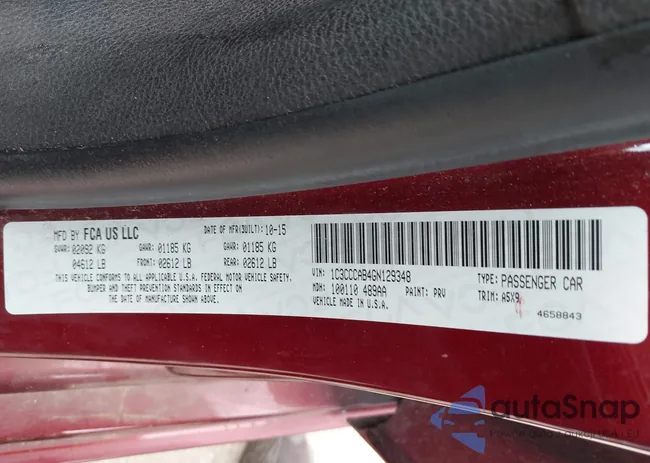 MFD BY FCA US LLC DATE OF MFR(BUILT): 10-15
GVWR: 02092 KG GAWR: 01185 KG GAWR: 01185 KG
04612 LB FRONT: 02612 LB REAR: 02612 LB
THIS VEHICLE CONFORMS TO ALL APPLICABLE U.S.A. FEDERAL MOTOR VEHICLE SAFETY,
BUMPER AND THEFT PREVENTION STANDARDS IN EFFECT ON
THE DATE OF MANUFACTURE SHOWN ABOVE.
VIN: 1C3CCCAB4GN129348 TYPE: PASSENGER CAR
MDH: 100110 489AA PAINT: PRV TRIM: A5X9
VEHICLE MADE IN U.S.A. 4658843
autoSnap